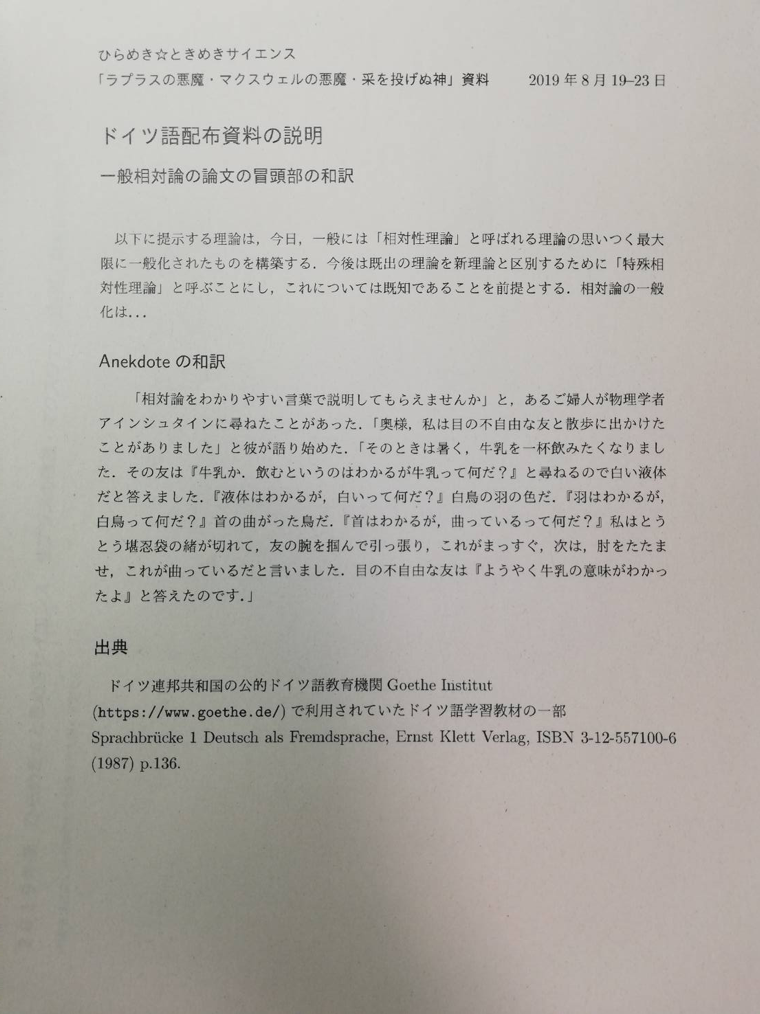 ひらめき☆ときめきサイエンス
「ラプラスの悪魔・マクスウェルの悪魔・采を投げぬ神」資料 2019 年 8 月 19–23 日
ドイツ語配布資料の説明
一般相対論の論文の冒頭部の和訳
以下に提示する理論は，今日，一般には「相対性理論」と呼ばれる理論の思いつく最大
限に一般化されたものを構築する．今後は既出の理論を新理論と区別するために「特殊相
対性理論」と呼ぶことにし，これについては既知であることを前提とする．相対論の一般
化は...
Anekdote の和訳
「相対論をわかりやすい言葉で説明してもらえませんか」と，あるご婦人が物理学者
アインシュタインに尋ねたことがあった．「奥様，私は目の不自由な友と散歩に出かけた
ことがありました」と彼が語り始めた．「そのときは暑く，牛乳を一杯飲みたくなりまし
た．その友は『牛乳か．飲むというのはわかるが牛乳って何だ？』と尋ねるので白い液体
だと答えました．『液体はわかるが，白いって何だ？』白鳥の羽の色だ．『羽はわかるが，
白鳥って何だ？』首の曲がった鳥だ．『首はわかるが，曲っているって何だ？』私はとう
とう堪忍袋の緒が切れて，友の腕を掴んで引っ張り，これがまっすぐ，次は，肘をたたま
せ，これが曲っているだと言いました．目の不自由な友は『ようやく牛乳の意味がわかっ
たよ』と答えたのです．」
出典
ドイツ連邦共和国の公的ドイツ語教育機関 Goethe Institut
(https://www.goethe.de/) で利用されていたドイツ語学習教材の一部
Sprachbrücke 1 Deutsch als Fremdsprache, Ernst Klett Verlag, ISBN 3-12-557100-6
(1987) p.136.